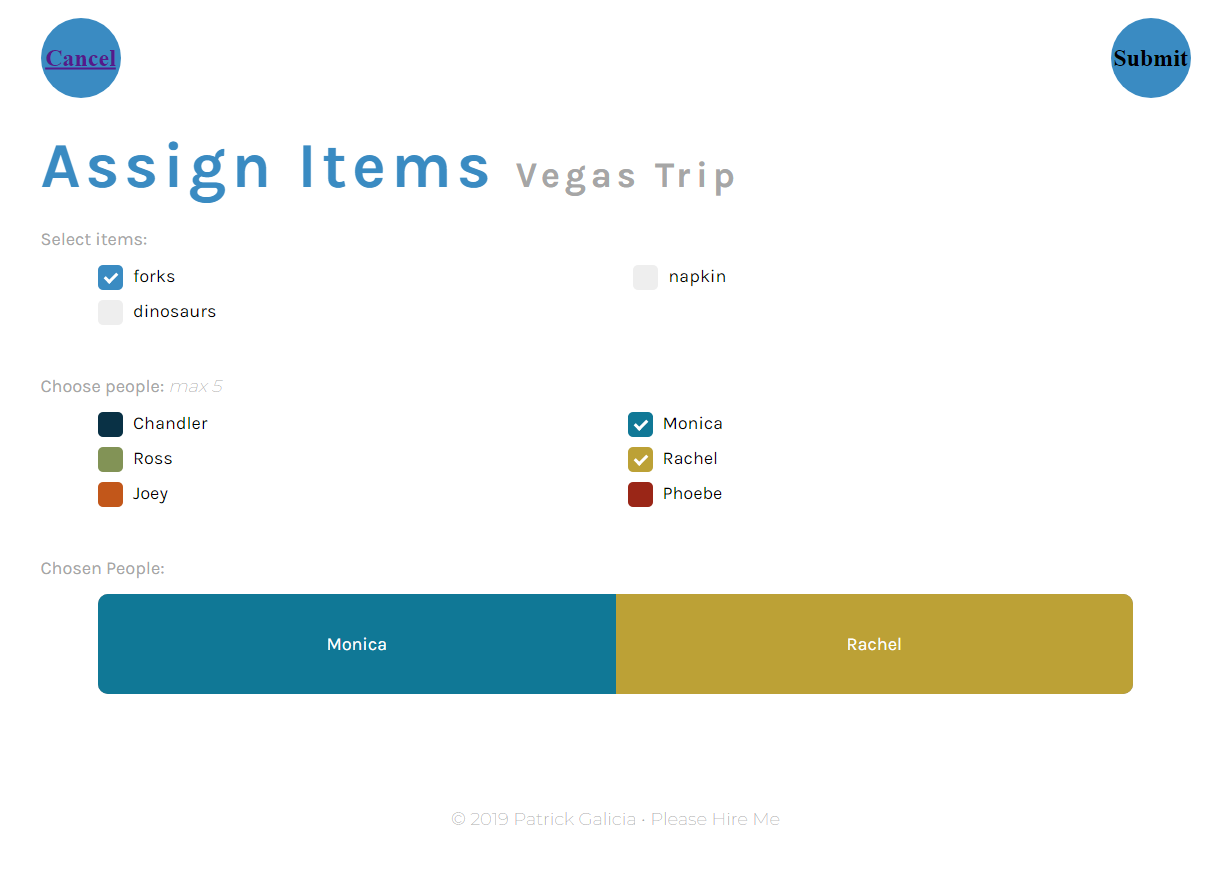 Cancel
Submit
Assign Items Vegas Trip
Select items:
forks
napkin
dinosaurs
Choose people: max 5
Chandler
Monica
Ross
Rachel
Joey
Phoebe
Chosen People:
Monica
Rachel
© 2019 Patrick Galicia · Please Hire Me